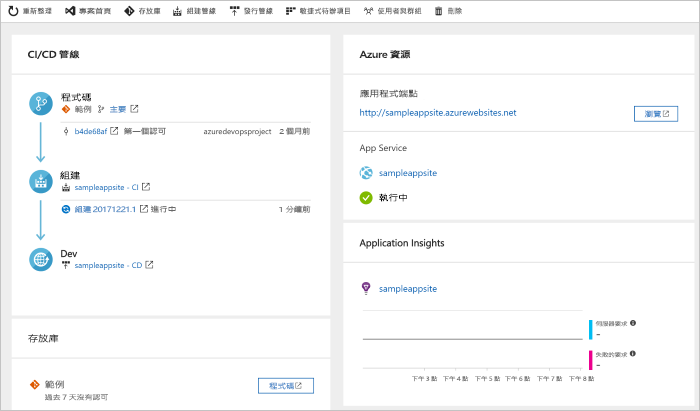 重新整理 專案首頁 存放庫 組建管線 發行管線 敏捷式待辦項目 使用者與群組 刪除
CI/CD 管線
程式碼
範例 主要
b4de68af 第一個認可 azuredevopsproject 2 個月前
組建
sampleappsite - CI
組建 20171221.1 進行中 1 分鐘前
Dev
sampleappsite - CD
存放庫
範例
過去 7 天沒有認可
程式碼
Azure 資源
應用程式端點
http://sampleappsite.azurewebsites.net
瀏覽
App Service
sampleappsite
執行中
Application Insights
sampleappsite
伺服器要求
--
失敗的要求
--
下午 3 點 下午 4 點 下午 5 點 下午 6 點 下午 7 點 下午 8 點